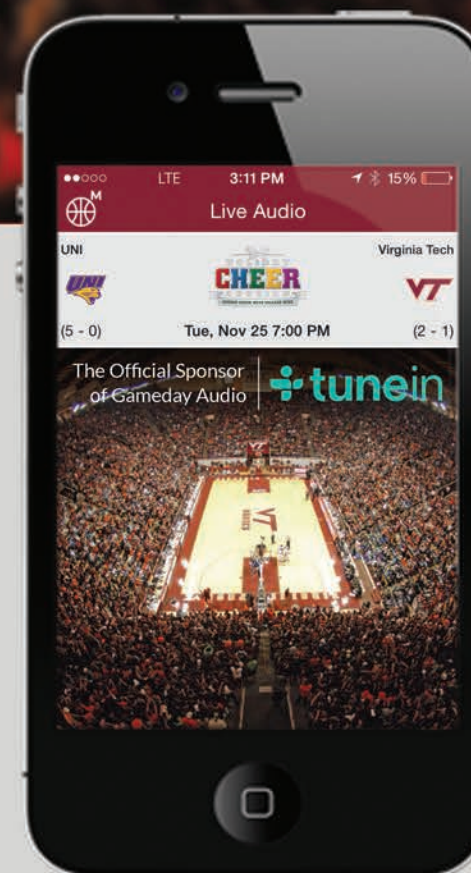 LTE 3:11 PM 15%
M
Live Audio
UNI Virginia Tech
UNI HOLIDAY VT
CHEER
(5 - 0) Tue, Nov 25 7:00 PM (2 - 1)
The Official Sponsor
of Gameday Audio
tunein
VT